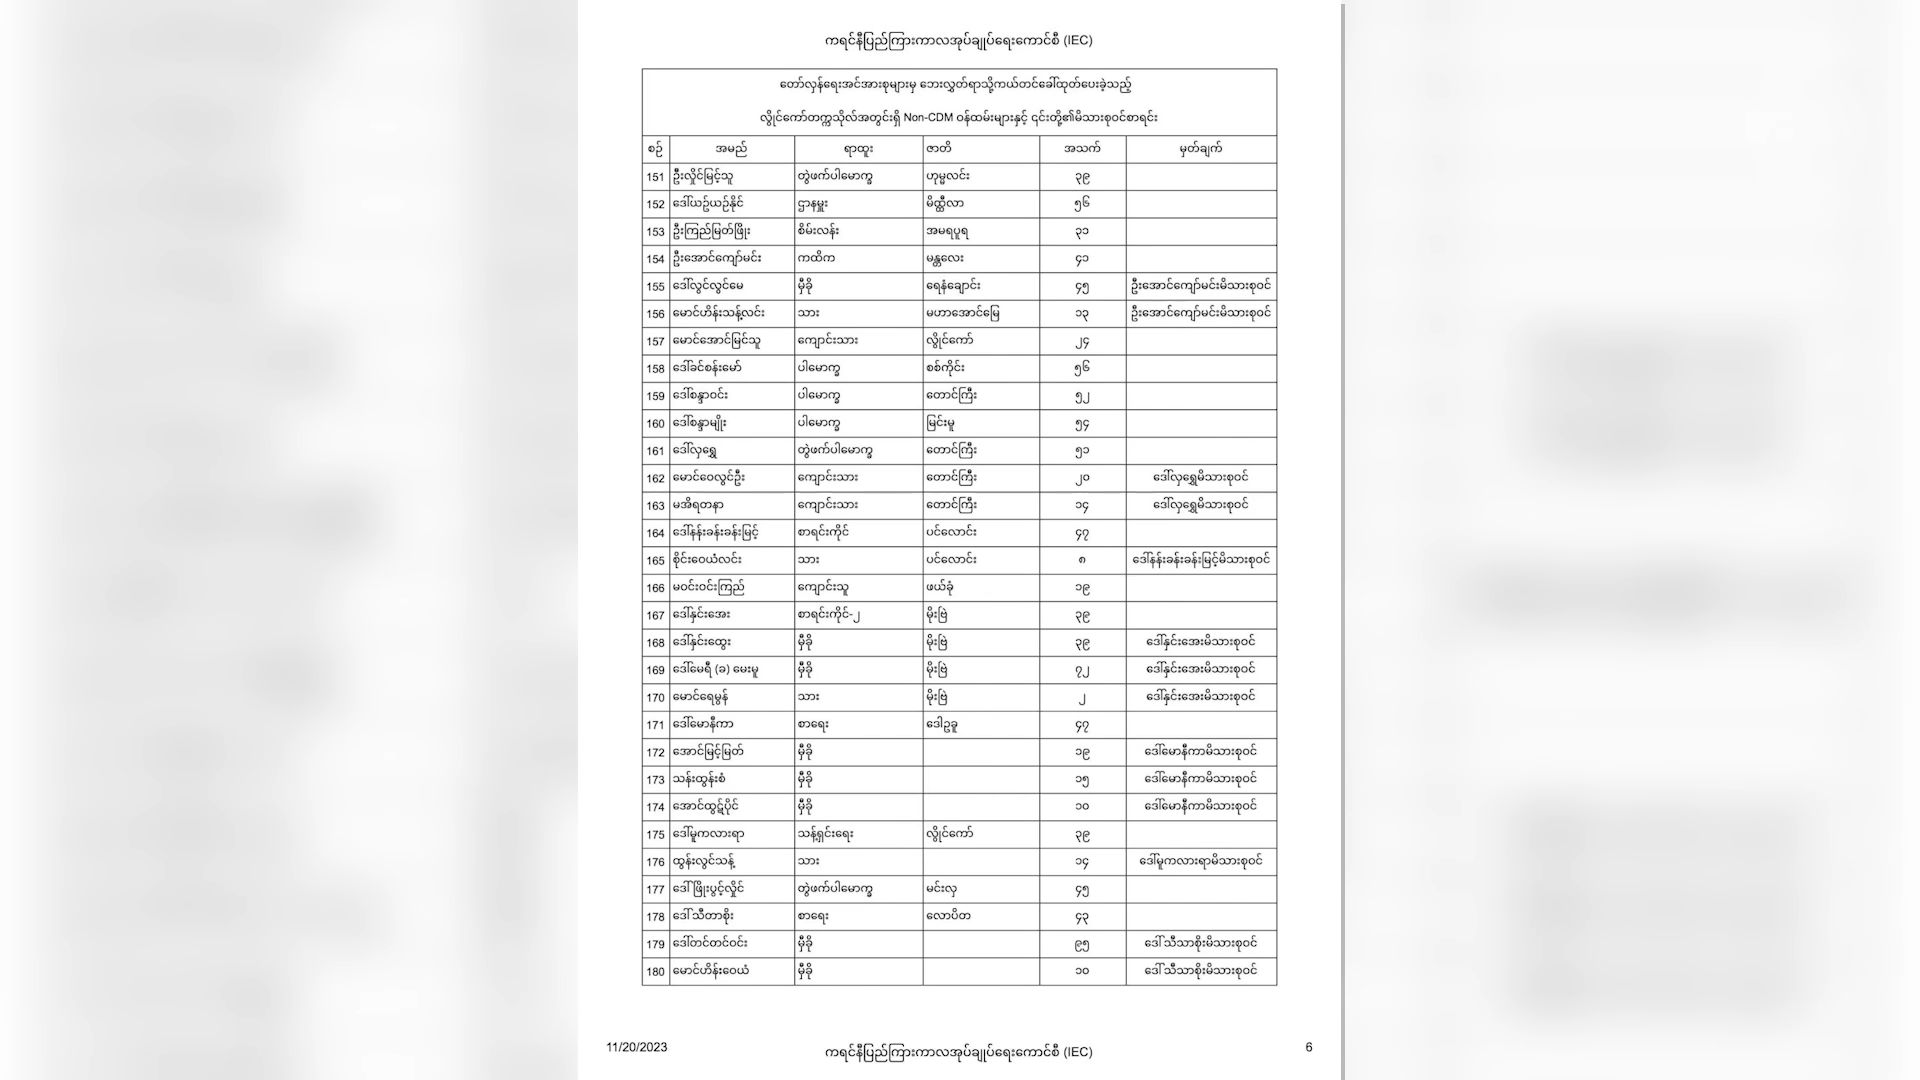 ကရင်နီပြည်ကြားကာလအုပ်ချုပ်ရေးကောင်စီ (IEC)
တော်လှန်ရေးအင်အားစုများမှ ဘေးလွတ်ရာသို့ကယ်တင်ခေါ်ထုတ်ပေးခဲ့သည့်
လွိုင်ကော်တက္ကသိုလ်အတွင်းရှိ Non-CDM ဝန်ထမ်းများနှင့် ၎င်းတို့၏မိသားစုဝင်စာရင်း
စဉ် အမည် ရာထူး ဇာတိ အသက် မှတ်ချက်
151 ဦးလှိုင်မြင့်သူ တွဲဖက်ပါမောက္ခ ဟုမ္မလင်း ၃၉
152 ဒေါ်ယဉ်ယဉ်နိုင် ဌာနမှူး မိတ္ထီလာ ၅၆
153 ဦးကြည်မြတ်ဖြိုး စိမ်းလန်း အမရပူရ ၃၁
154 ဦးအောင်ကျော်မင်း ကထိက မန္တလေး ၄၁
155 ဒေါ်လွင်လွင်မေ မှီခို ရေနံချောင်း ၄၅ ဦးအောင်ကျော်မင်းမိသားစုဝင်
156 မောင်ဟိန်းသန့်လင်း သား မဟာအောင်မြေ ၁၃ ဦးအောင်ကျော်မင်းမိသားစုဝင်
157 မောင်အောင်မြင်သူ ကျောင်းသား လွိုင်ကော် ၂၄
158 ဒေါ်ခင်စန်းမော် ပါမောက္ခ စစ်ကိုင်း ၅၆
159 ဒေါ်စန္ဒာဝင်း ပါမောက္ခ တောင်ကြီး ၅၂
160 ဒေါ်စန္ဒာမျိုး ပါမောက္ခ မြင်းမူ ၅၄
161 ဒေါ်လှရွှေ တွဲဖက်ပါမောက္ခ တောင်ကြီး ၅၁
162 မောင်ဝေလွင်ဦး ကျောင်းသား တောင်ကြီး ၂၀ ဒေါ်လှရွှေမိသားစုဝင်
163 မအိရတနာ ကျောင်းသား တောင်ကြီး ၁၄ ဒေါ်လှရွှေမိသားစုဝင်
164 ဒေါ်နန်းခန်းခန်းမြင့် စာရင်းကိုင် ပင်လောင်း ၄၇
165 စိုင်းဝေယံလင်း သား ပင်လောင်း ၈ ဒေါ်နန်းခန်းခန်းမြင့်မိသားစုဝင်
166 မဝင်းဝင်းကြည် ကျောင်းသူ ဖယ်ခုံ ၁၉
167 ဒေါ်နှင်းအေး စာရင်းကိုင်-၂ မိုးဗြဲ ၃၉
168 ဒေါ်နှင်းထွေး မှီခို မိုးဗြဲ ၃၉ ဒေါ်နှင်းအေးမိသားစုဝင်
169 ဒေါ်မေရီ (ခ) မေးမူ မှီခို မိုးဗြဲ ၇၂ ဒေါ်နှင်းအေးမိသားစုဝင်
170 မောင်ရေမွန် သား မိုးဗြဲ ၂ ဒေါ်နှင်းအေးမိသားစုဝင်
171 ဒေါ်မောနီကာ စာရေး ဒေါဥခူ ၄၇
172 အောင်မြင့်မြတ် မှီခို ၁၉ ဒေါ်မောနီကာမိသားစုဝင်
173 သန်းထွန်းစံ မှီခို ၁၅ ဒေါ်မောနီကာမိသားစုဝင်
174 အောင်ထွဋ်ပိုင် မှီခို ၁၀ ဒေါ်မောနီကာမိသားစုဝင်
175 ဒေါ်မူကလားရာ သန့်ရှင်းရေး လွိုင်ကော် ၃၉
176 ထွန်းလွင်သန့် သား ၁၄ ဒေါ်မူကလားရာမိသားစုဝင်
177 ဒေါ်ဖြိုးပွင့်လှိုင် တွဲဖက်ပါမောက္ခ မင်းလှ ၄၅
178 ဒေါ်သီတာစိုး စာရေး လောပိတ ၄၃
179 ဒေါ်တင်တင်ဝင်း မှီခို ၉၅ ဒေါ်သီသာစိုးမိသားစုဝင်
180 မောင်ဟိန်းဝေယံ မှီခို ၁၀ ဒေါ်သီသာစိုးမိသားစုဝင်
11/20/2023 ကရင်နီပြည်ကြားကာလအုပ်ချုပ်ရေးကောင်စီ (IEC) 6